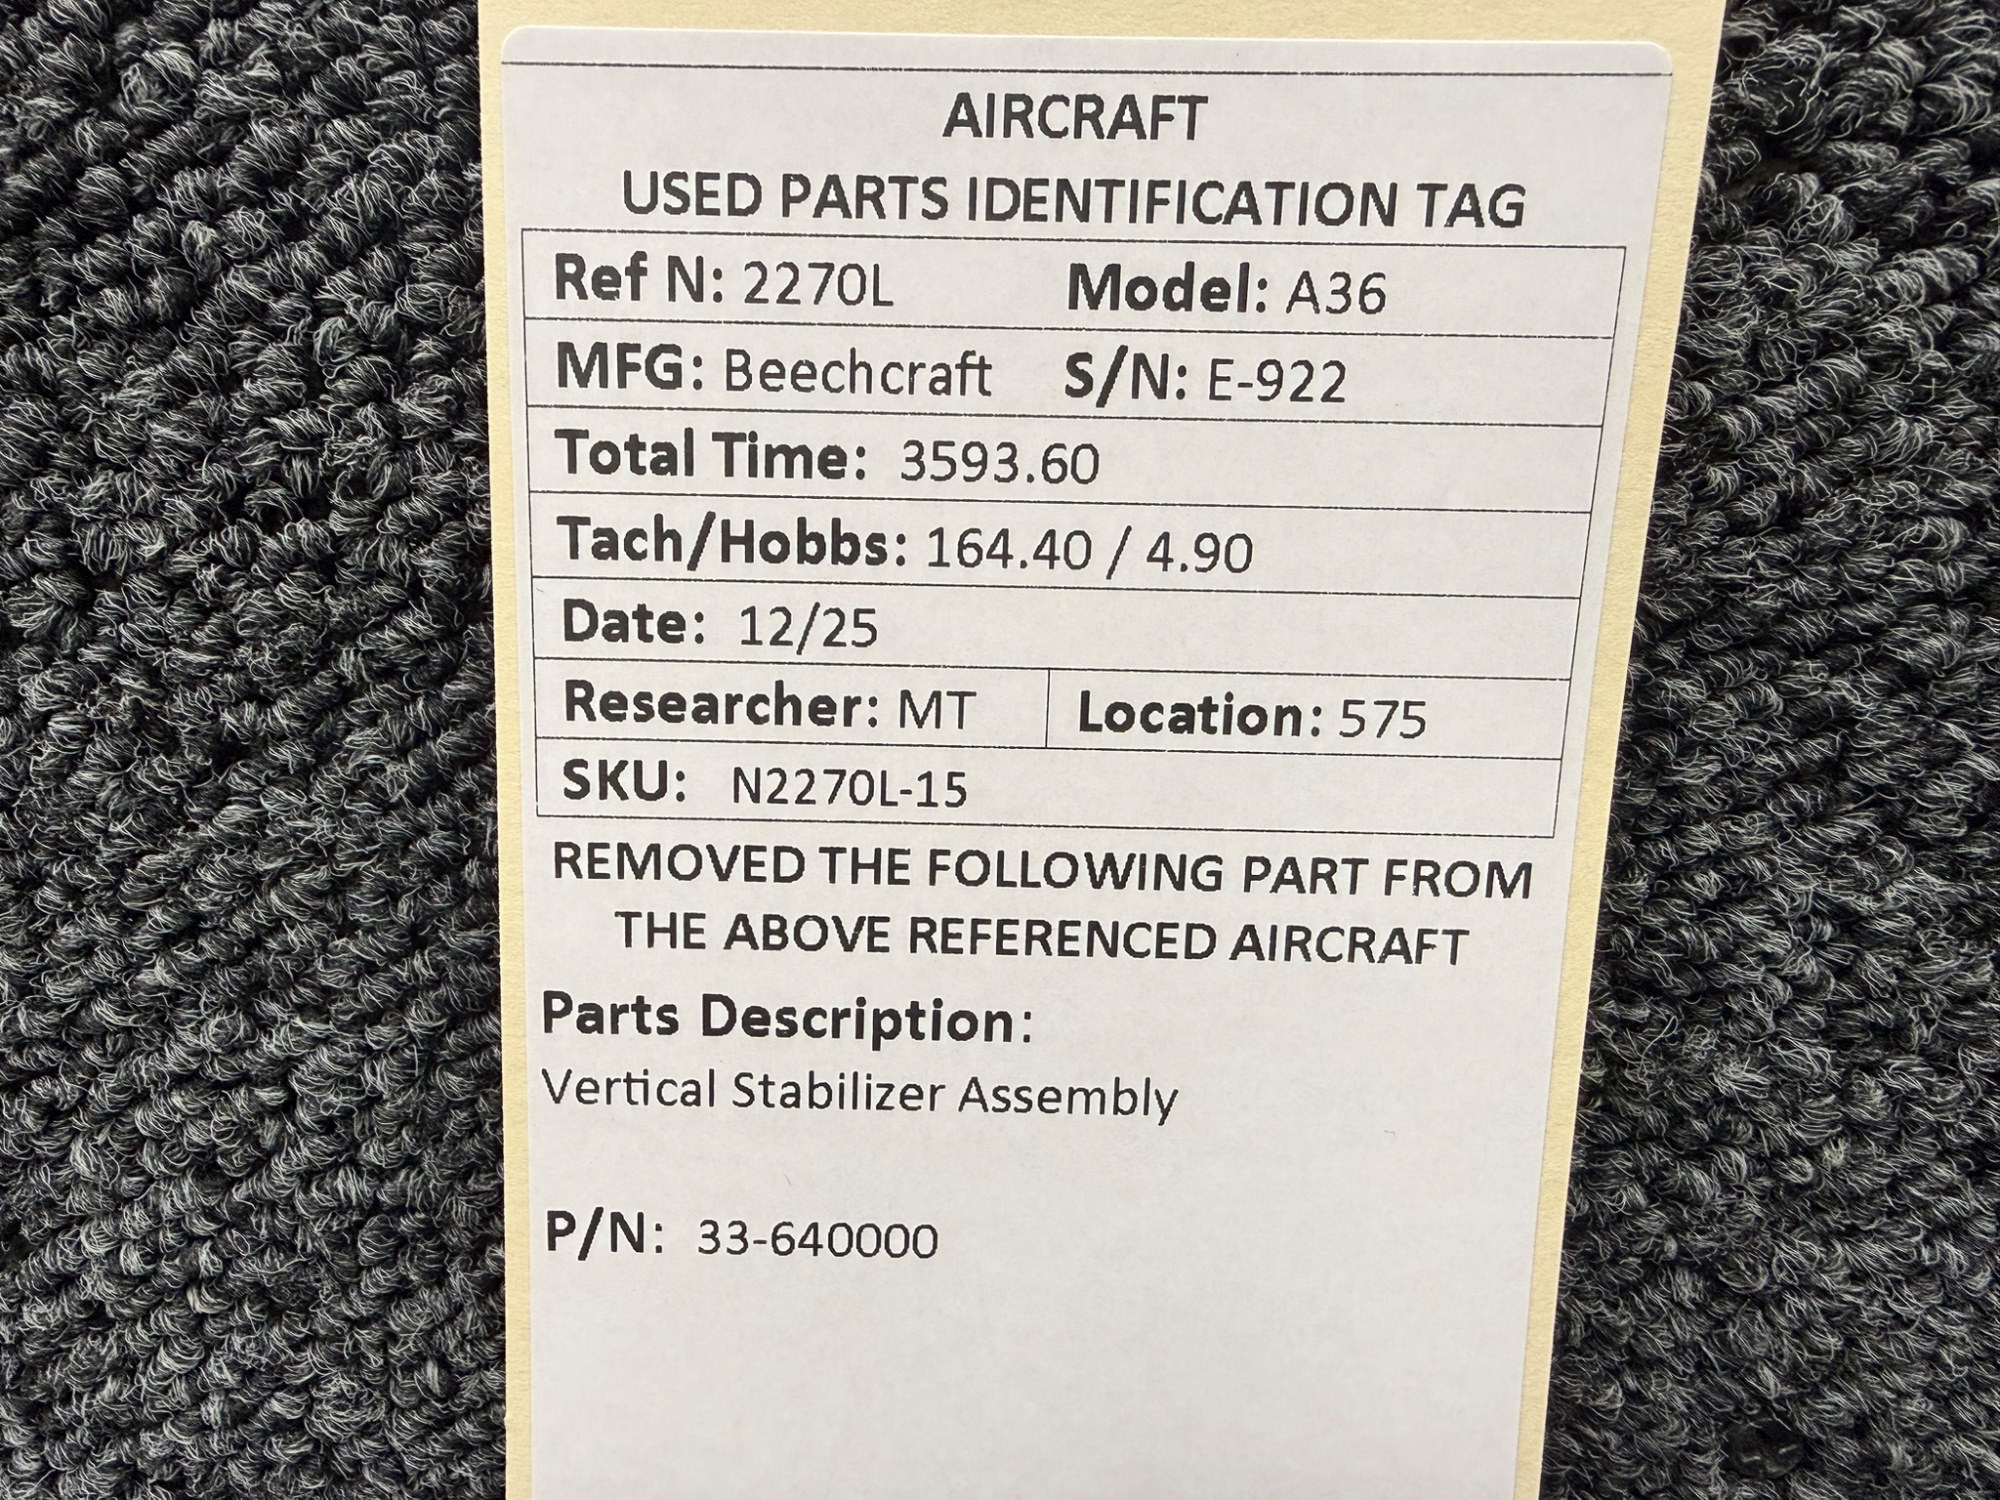 AIRCRAFT
USED PARTS IDENTIFICATION TAG
Ref N: 2270L Model: A36
MFG: Beechcraft S/N: E-922
Total Time: 3593.60
Tach/Hobbs: 164.40 / 4.90
Date: 12/25
Researcher: MT Location: 575
SKU: N2270L-15
REMOVED THE FOLLOWING PART FROM
THE ABOVE REFERENCED AIRCRAFT
Parts Description:
Vertical Stabilizer Assembly
P/N: 33-640000